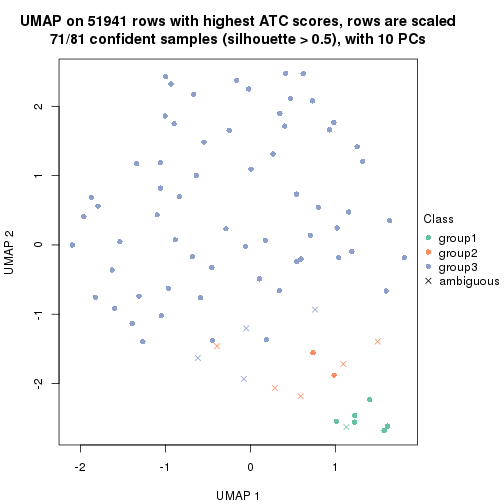 UMAP on 51941 rows with highest ATC scores, rows are scaled
71/81 confident samples (silhouette > 0.5), with 10 PCs
UMAP 2
2
1
0
-1
-2
-2
-1
0
1
UMAP 1
Class
group1
group2
group3
ambiguous